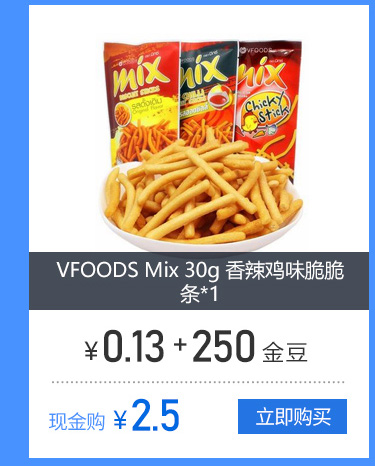 VFOODS
mix
mix
mix
Chicky
Stick
VFOODS Mix 30g 香辣鸡味脆脆
条*1
¥0.13 + 250 金豆
现金购 ¥2.5 立即购买